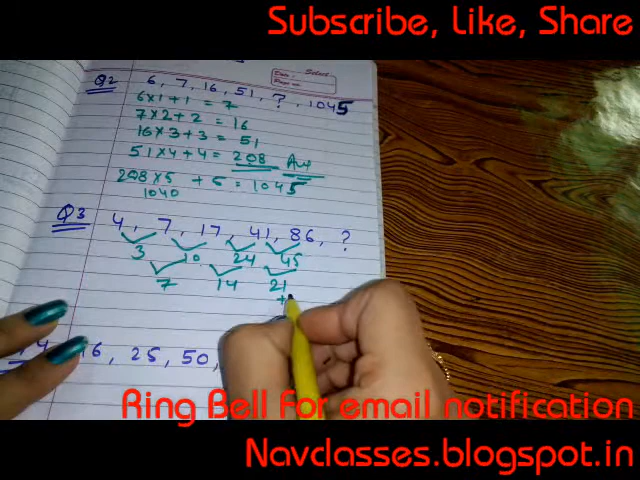 Subscribe, Like, Share
Q2 6, 7, 16, 51, ?, 1045
6×1+1 = 7
7×2+2 = 16
16×3+3 = 51
51×4+4 = 208 Ans
208×5 + 5 = 1045
1040
Q3 4, 7, 17, 41, 86, ?
3 10 24 45
7 14 21
+
16, 25, 50,
Ring Bell For email notification
Navclasses.blogspot.in